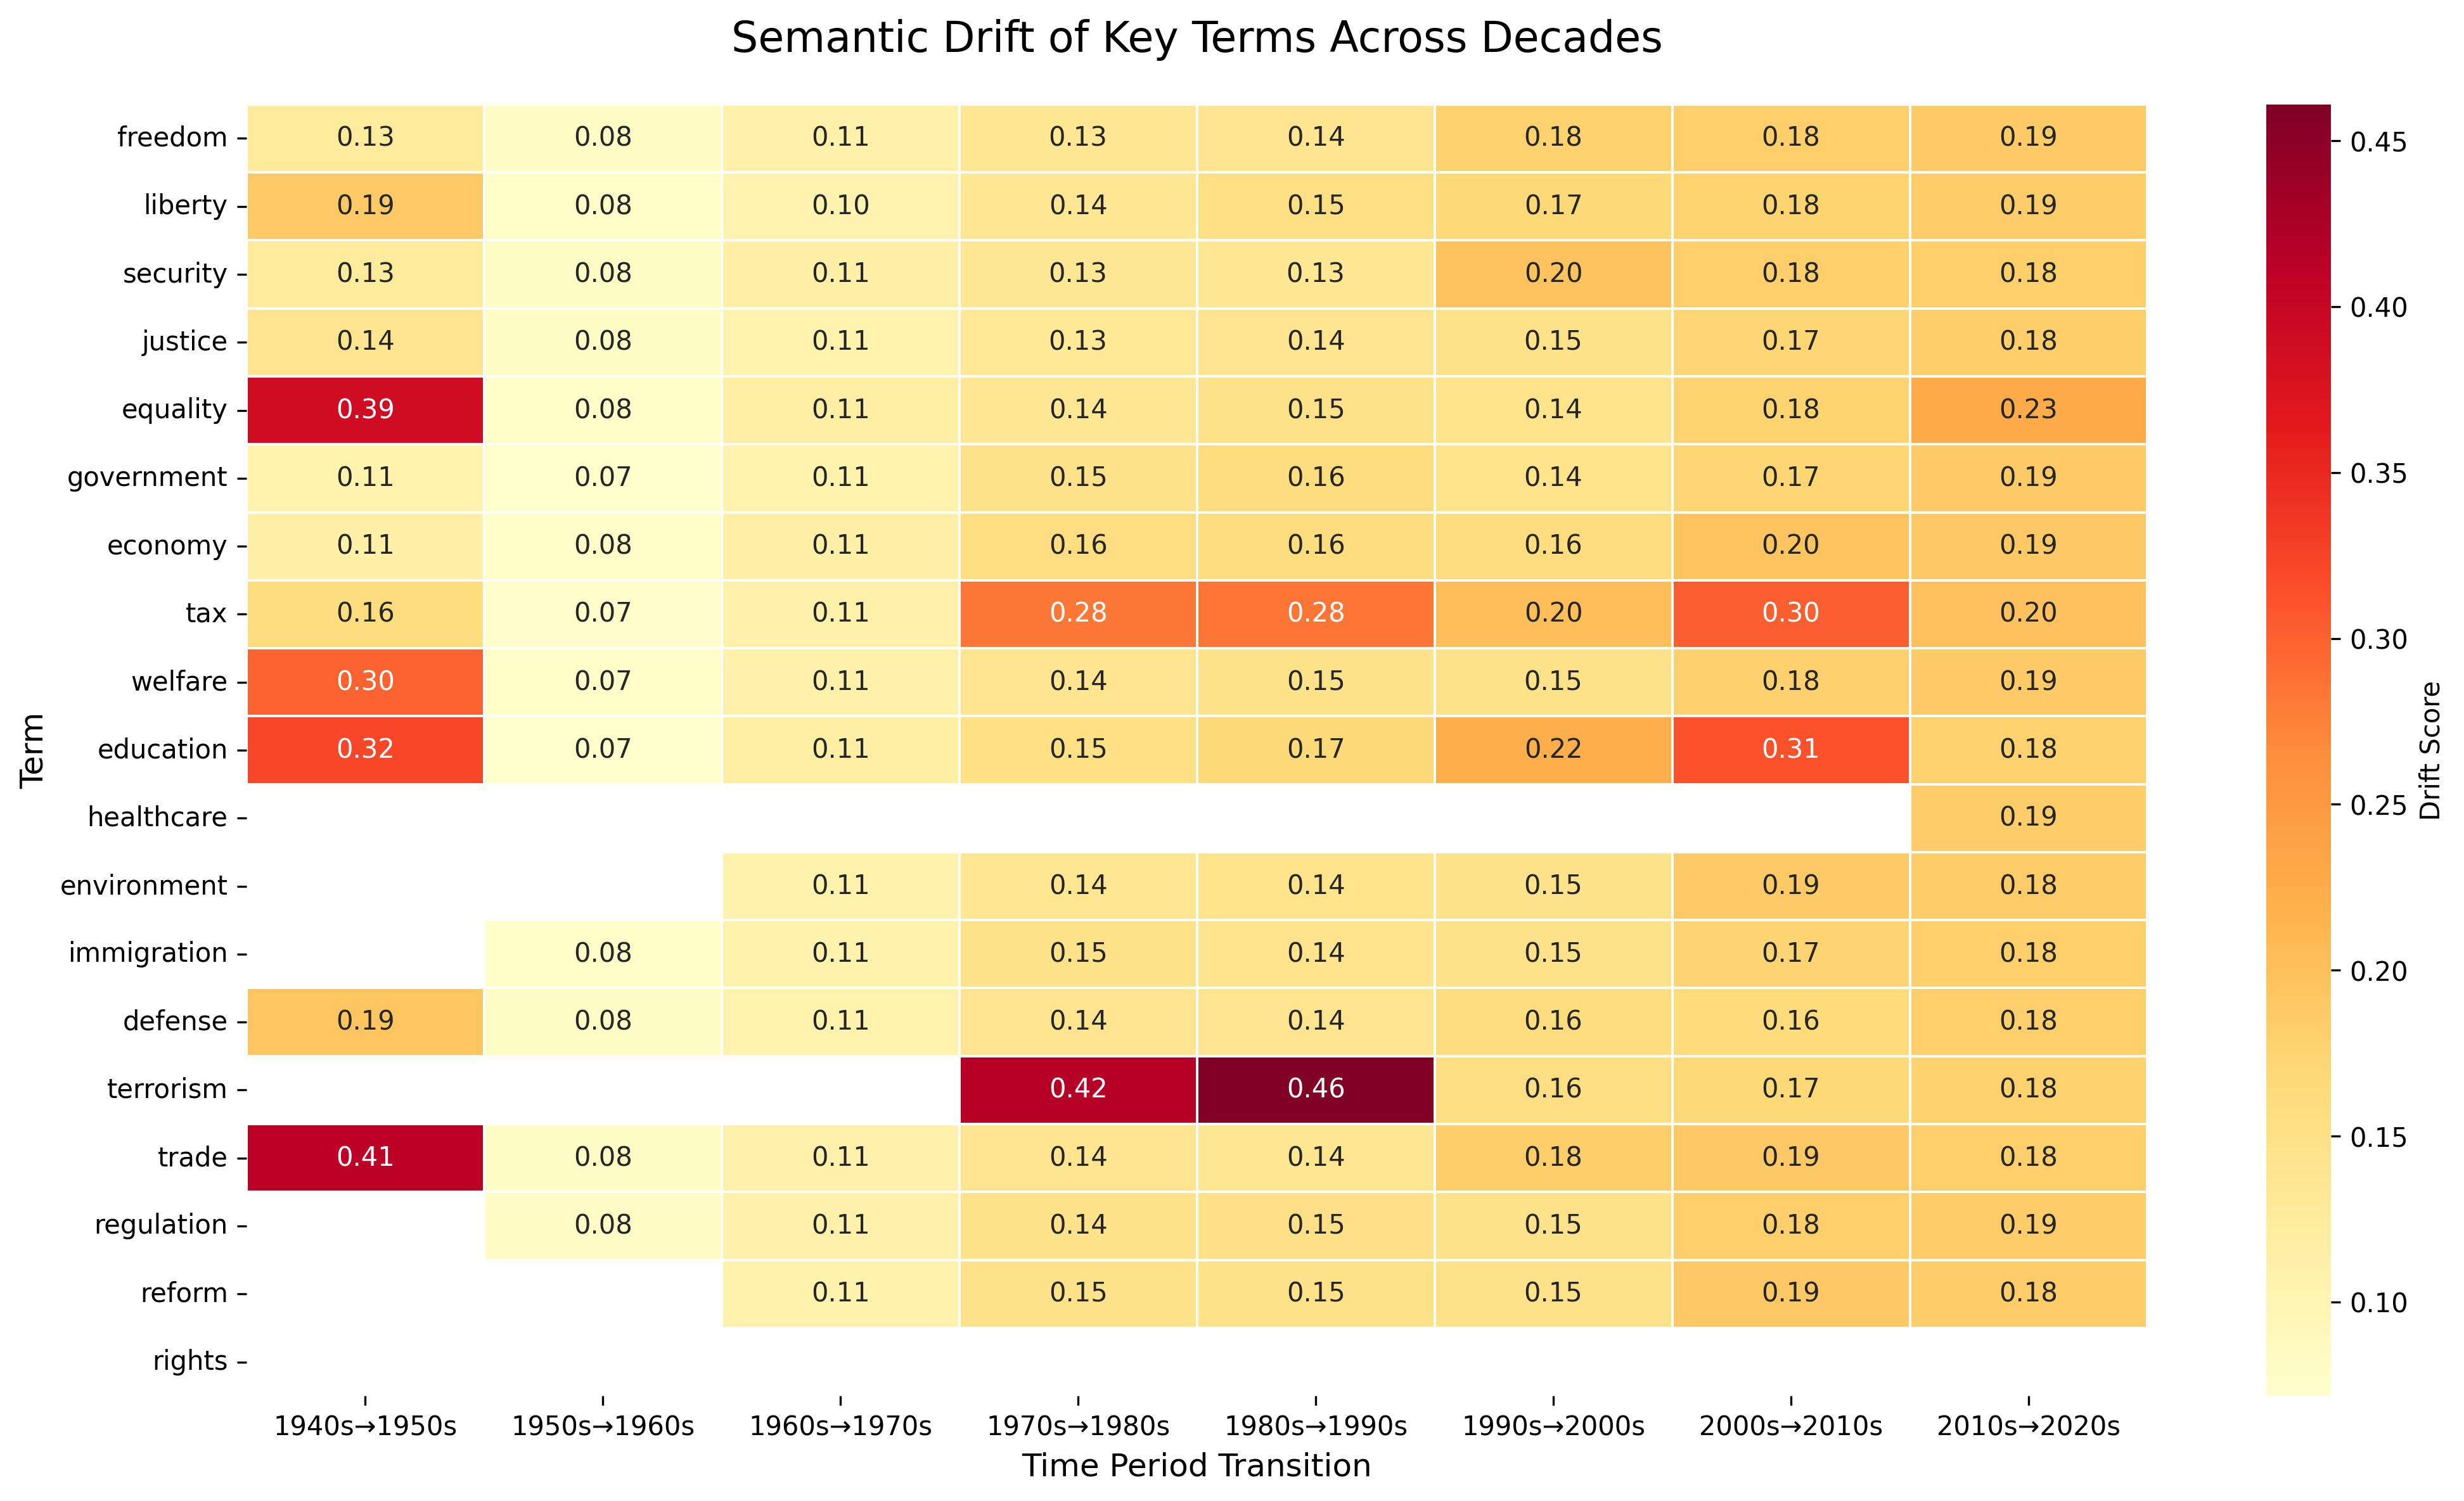 Semantic Drift of Key Terms Across Decades
freedom 0.13 0.08 0.11 0.13 0.14 0.18 0.18 0.19
liberty 0.19 0.08 0.10 0.14 0.15 0.17 0.18 0.19
security 0.13 0.08 0.11 0.13 0.13 0.20 0.18 0.18
justice 0.14 0.08 0.11 0.13 0.14 0.15 0.17 0.18
equality 0.39 0.08 0.11 0.14 0.15 0.14 0.18 0.23
government 0.11 0.07 0.11 0.15 0.16 0.14 0.17 0.19
economy 0.11 0.08 0.11 0.16 0.16 0.16 0.20 0.19
tax 0.16 0.07 0.11 0.28 0.28 0.20 0.30 0.20
welfare 0.30 0.07 0.11 0.14 0.15 0.15 0.18 0.19
education 0.32 0.07 0.11 0.15 0.17 0.22 0.31 0.18
healthcare 0.19
environment 0.11 0.14 0.14 0.15 0.19 0.18
immigration 0.08 0.11 0.15 0.14 0.15 0.17 0.18
defense 0.19 0.08 0.11 0.14 0.14 0.16 0.16 0.18
terrorism 0.42 0.46 0.16 0.17 0.18
trade 0.41 0.08 0.11 0.14 0.14 0.18 0.19 0.18
regulation 0.08 0.11 0.14 0.15 0.15 0.18 0.19
reform 0.11 0.15 0.15 0.15 0.19 0.18
rights
1940s→1950s 1950s→1960s 1960s→1970s 1970s→1980s 1980s→1990s 1990s→2000s 2000s→2010s 2010s→2020s
Time Period Transition
Term
0.45
0.40
0.35
0.30
0.25
0.20
0.15
0.10
Drift Score